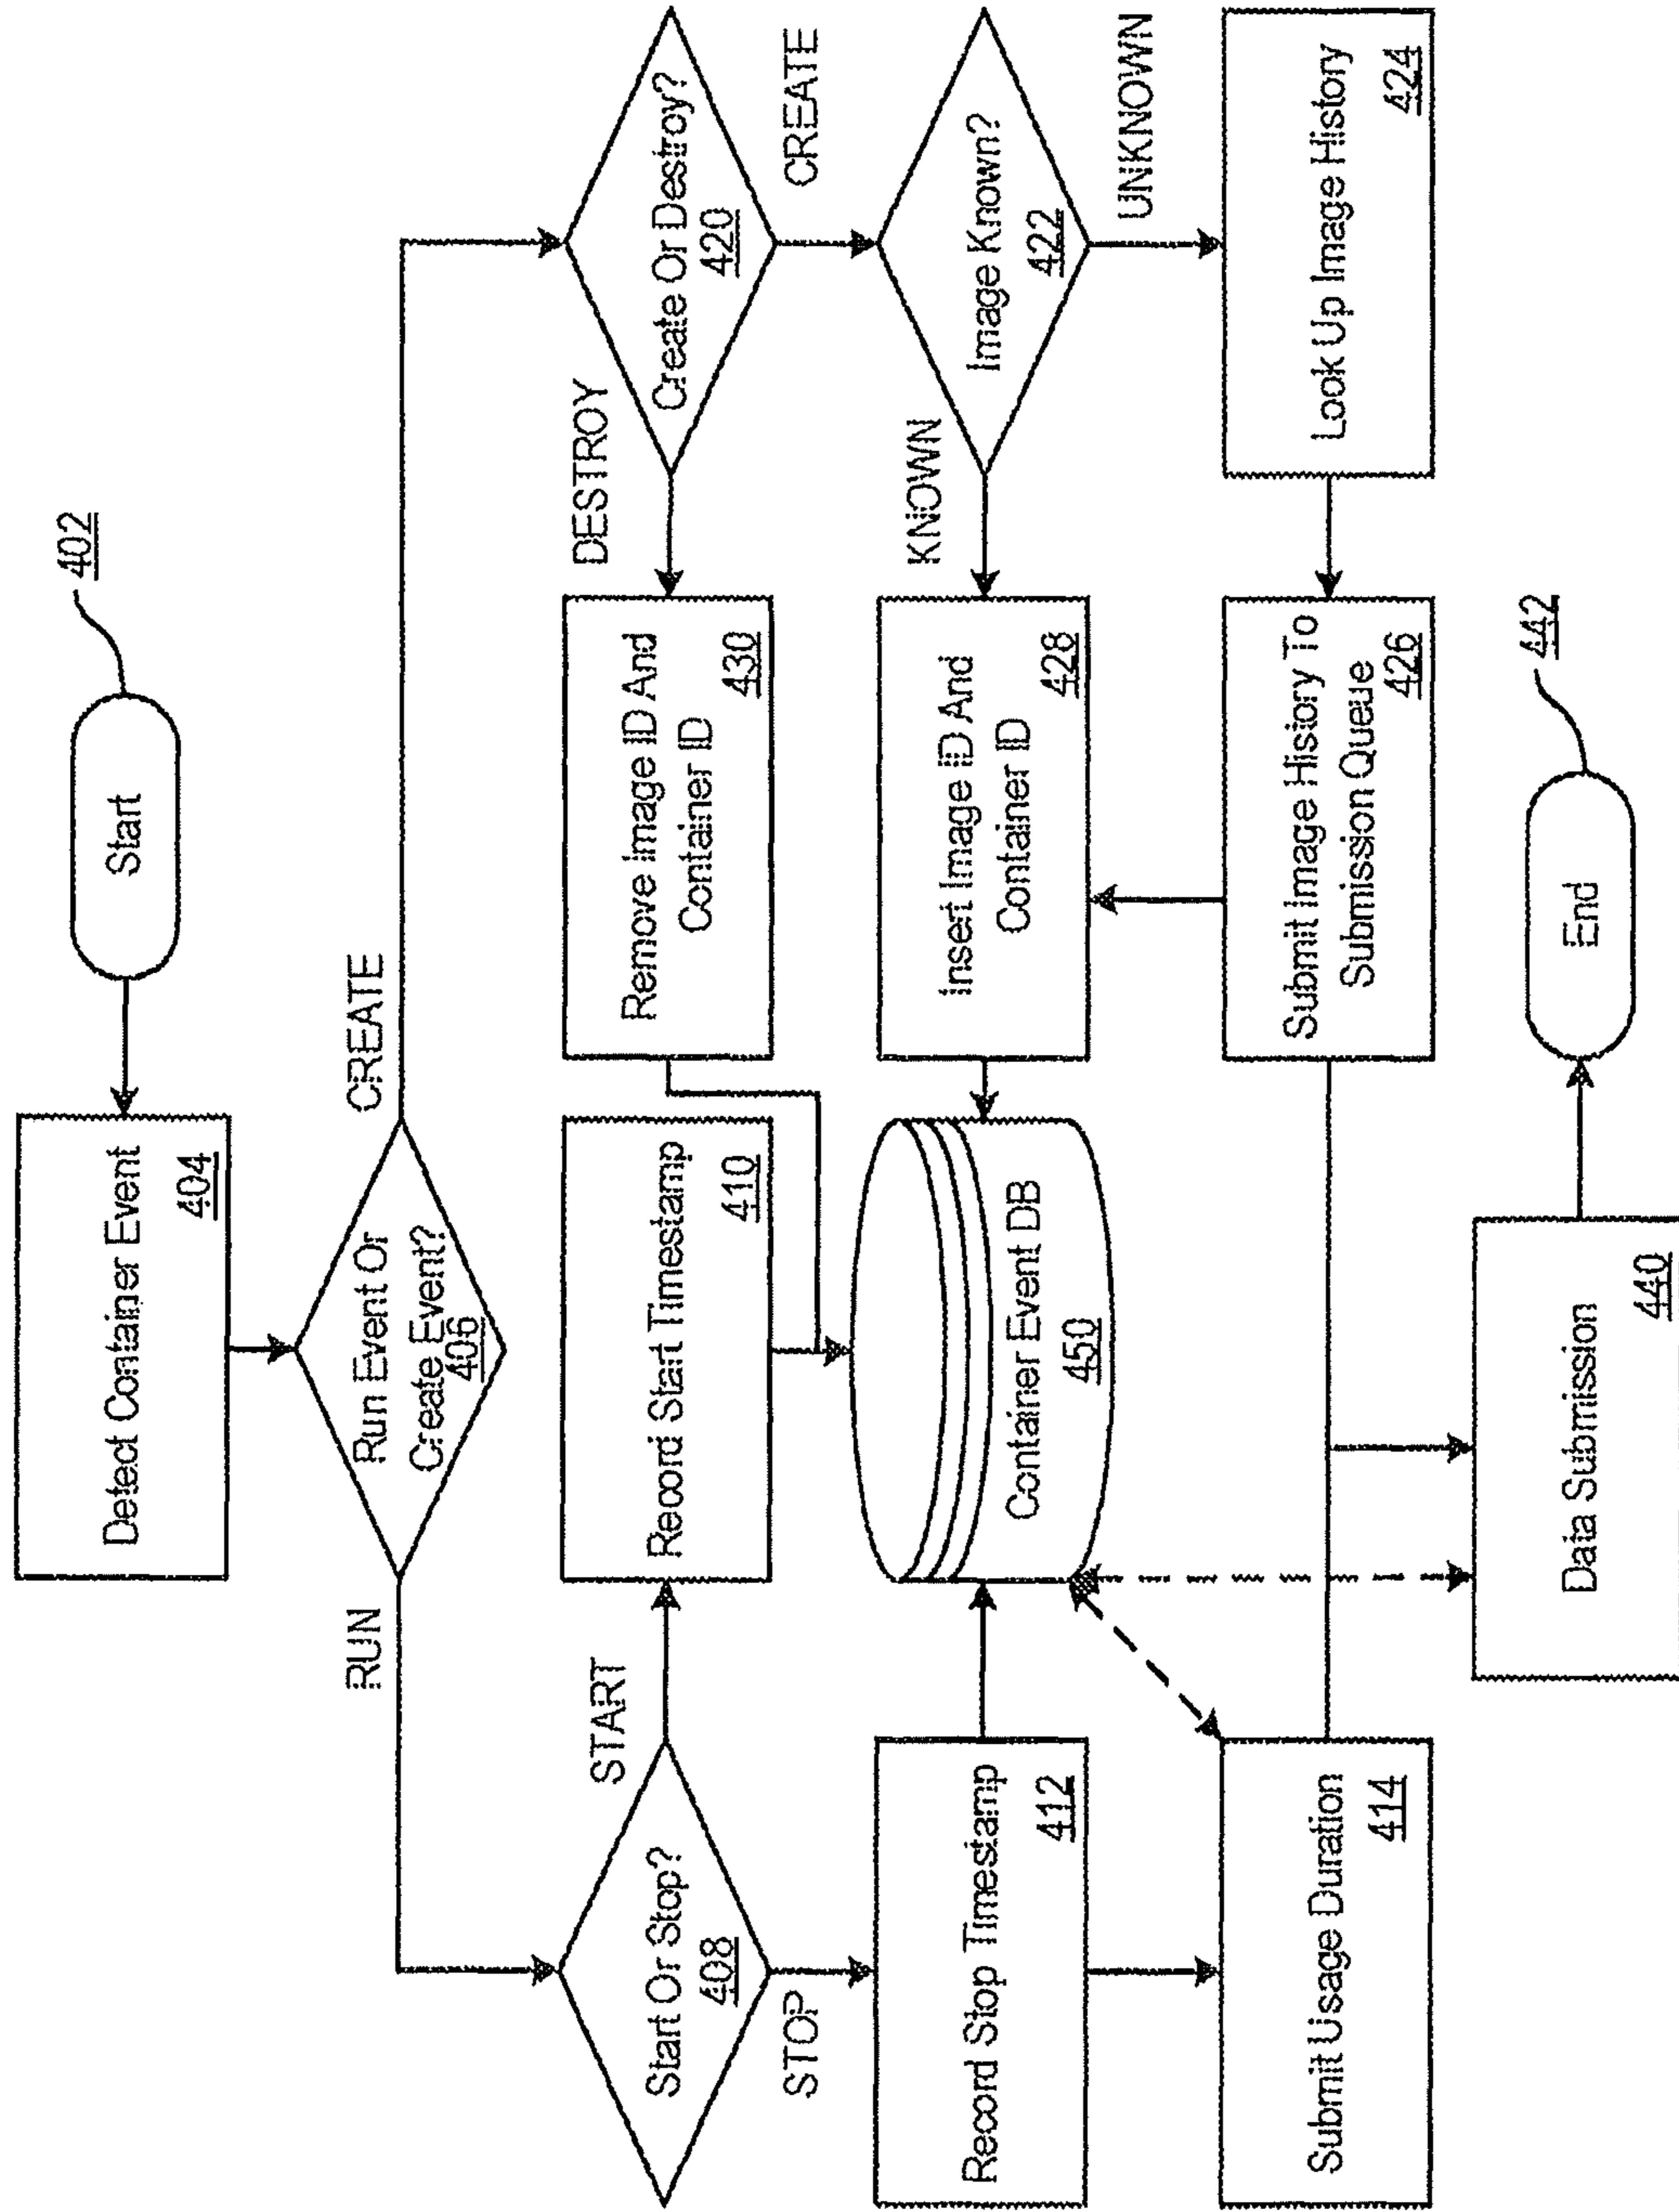 Start
402
Detect Container Event
404
Run Event Or
Create Event?
406
RUN
CREATE
Start Or Stop?
408
START
STOP
Record Start Timestamp
410
Remove Image ID And
Container ID
430
DESTROY
Create Or Destroy?
420
CREATE
Record Stop Timestamp
412
Container Event DB
450
Insert Image ID And
Container ID
428
KNOWN
Image Known?
422
UNKNOWN
Submit Usage Duration
414
Submit Image History To
Submission Queue
426
Look Up Image History
424
Data Submission
440
End
442